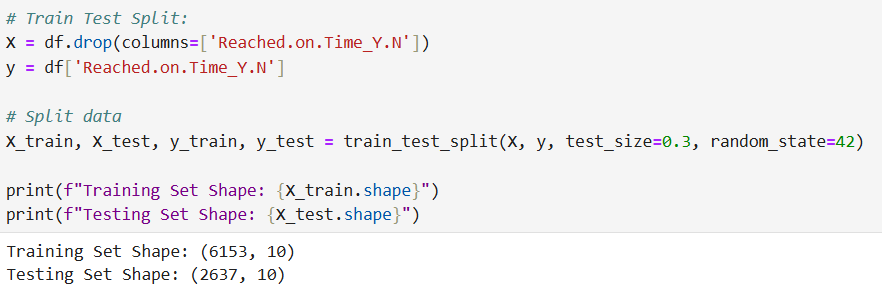 # Train Test Split:
X = df.drop(columns=['Reached.on.Time_Y.N'])
y = df['Reached.on.Time_Y.N']
# Split data
X_train, X_test, y_train, y_test = train_test_split(X, y, test_size=0.3, random_state=42)
print(f"Training Set Shape: {X_train.shape}")
print(f"Testing Set Shape: {X_test.shape}")
Training Set Shape: (6153, 10)
Testing Set Shape: (2637, 10)